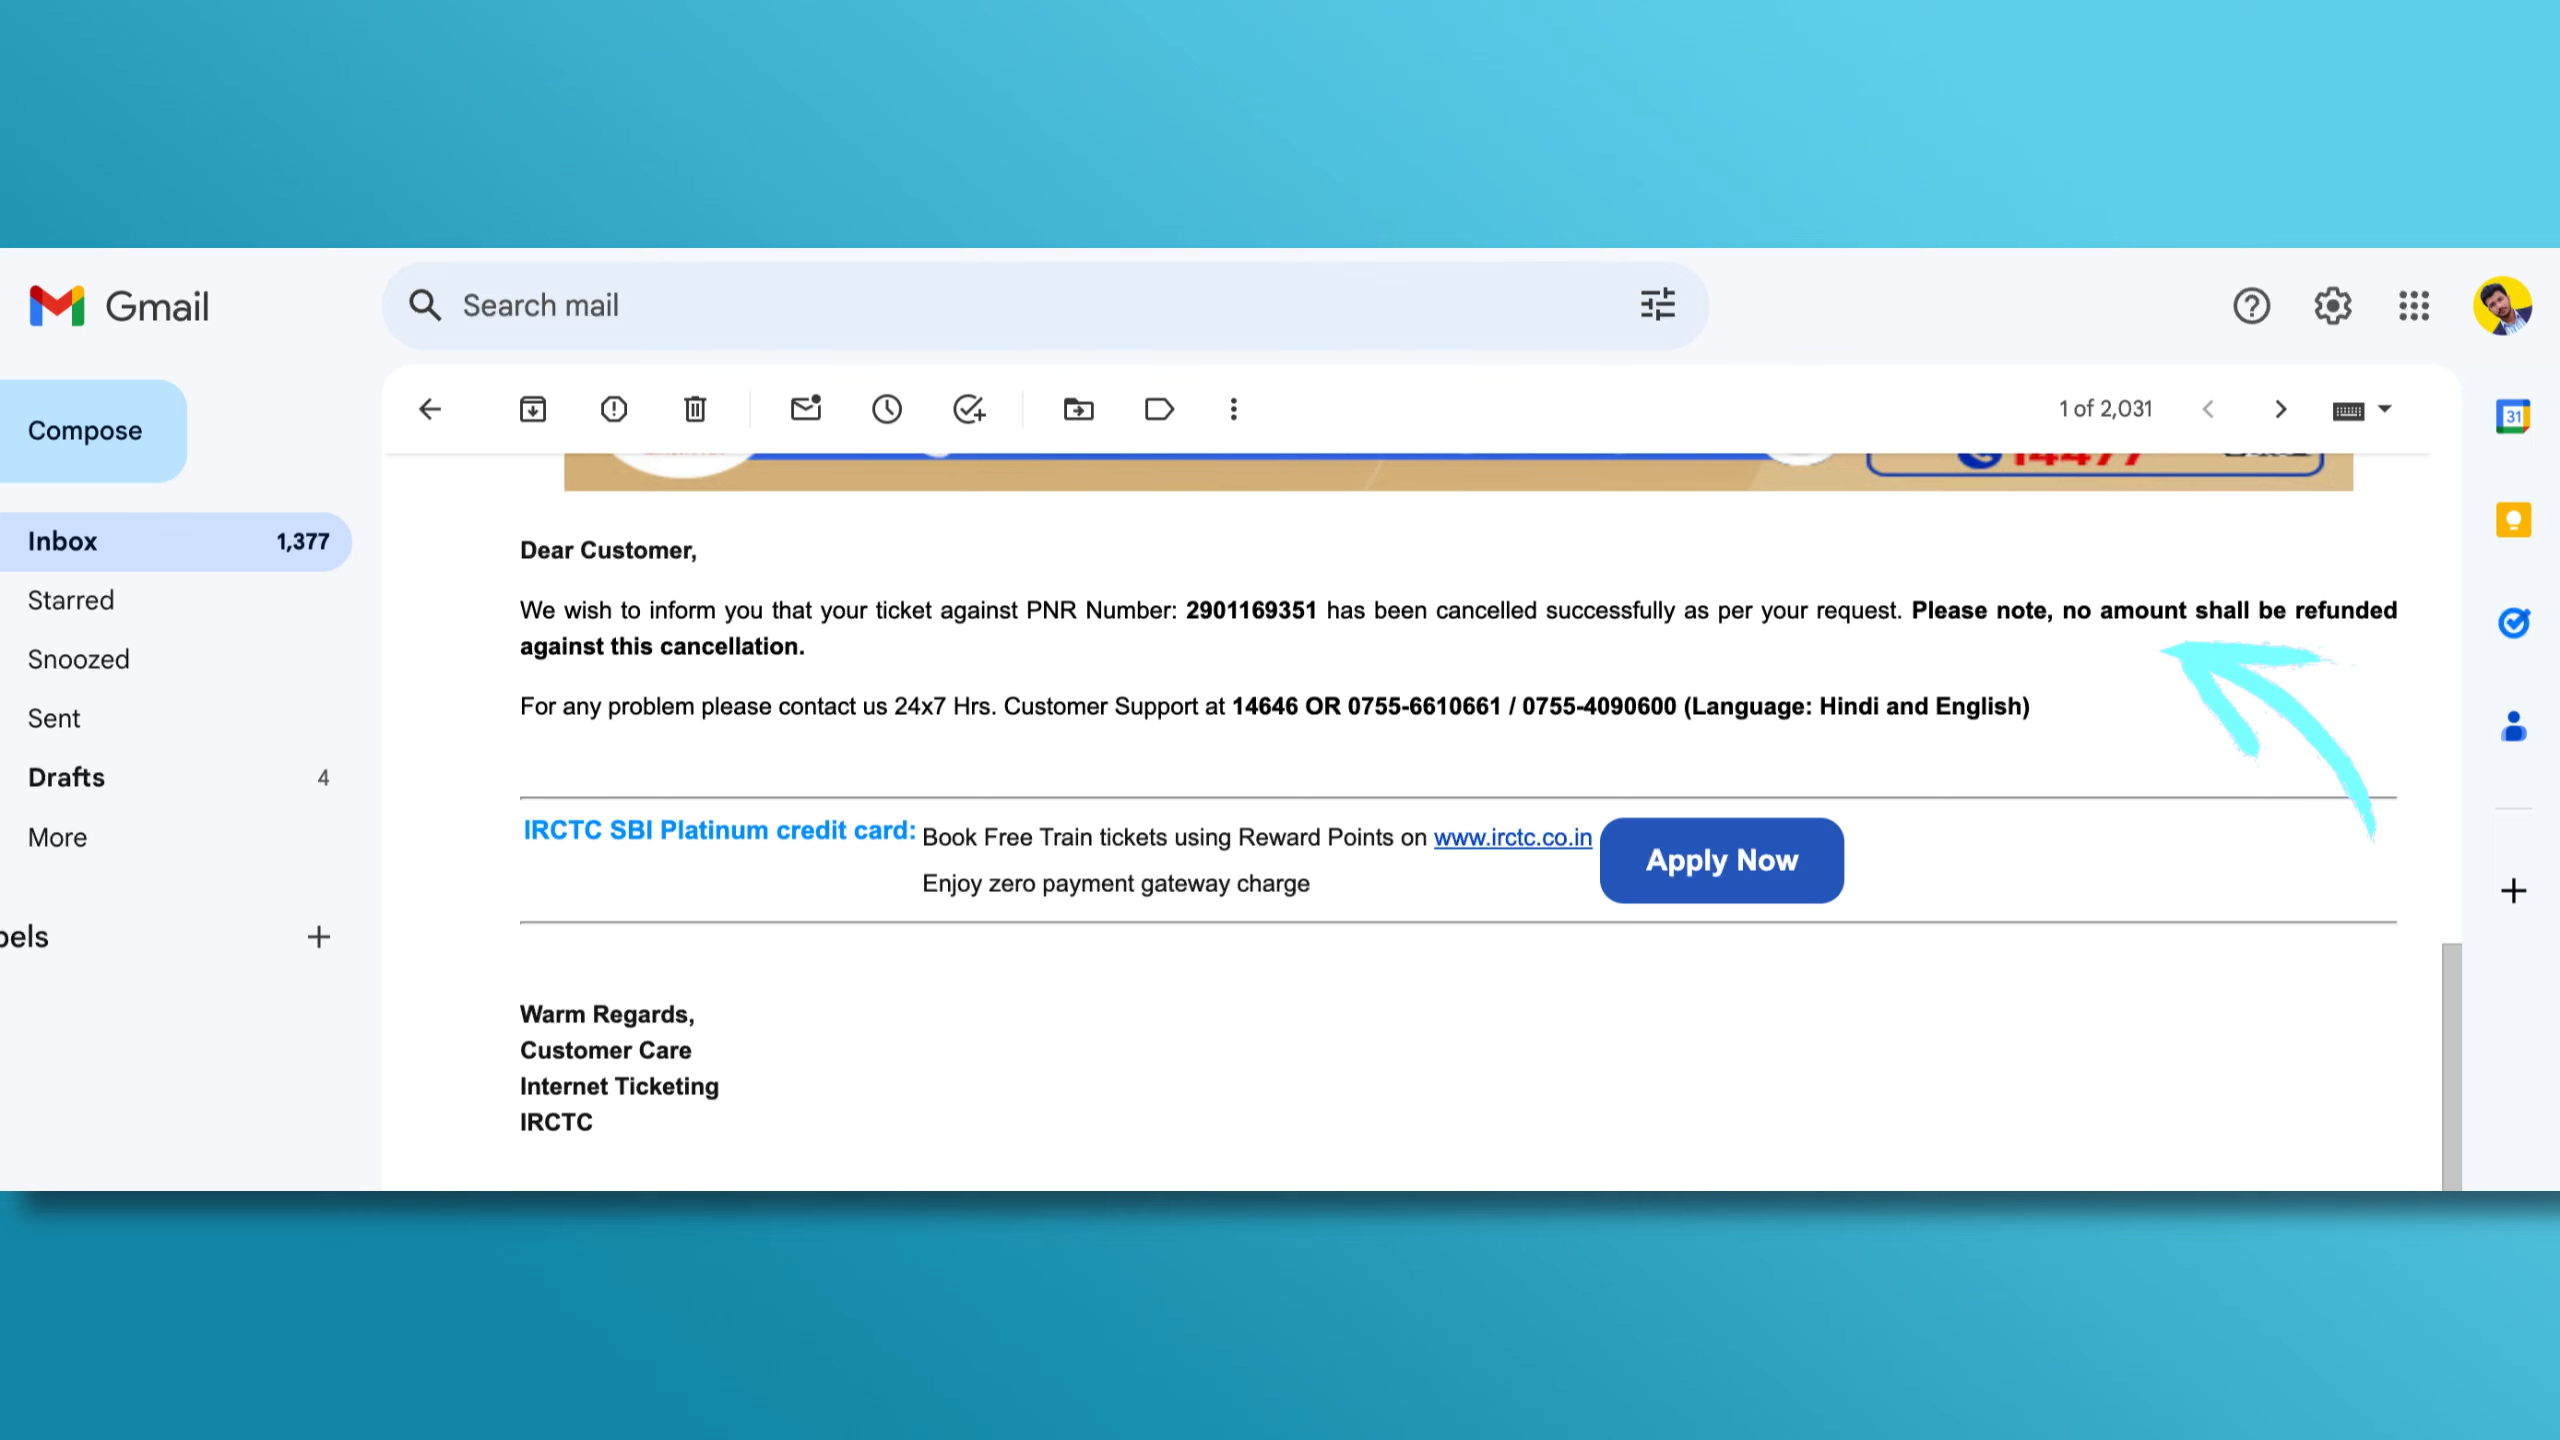 Gmail
Search mail
Compose
1 of 2,031
31
14477
Inbox 1,377
Starred
Snoozed
Sent
Drafts 4
More
+
Dear Customer,
We wish to inform you that your ticket against PNR Number: 2901169351 has been cancelled successfully as per your request. Please note, no amount shall be refunded
against this cancellation.
For any problem please contact us 24x7 Hrs. Customer Support at 14646 OR 0755-6610661 / 0755-4090600 (Language: Hindi and English)
IRCTC SBI Platinum credit card: Book Free Train tickets using Reward Points on www.irctc.co.in
Enjoy zero payment gateway charge
Apply Now
Warm Regards,
Customer Care
Internet Ticketing
IRCTC